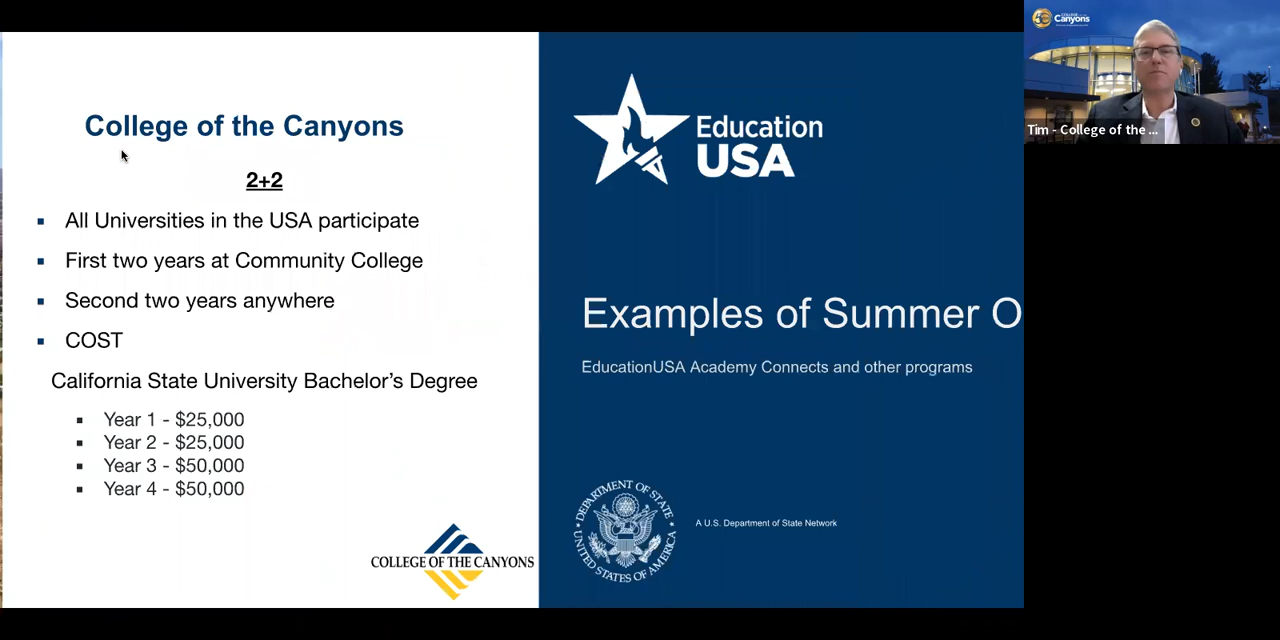 College of the Canyons
2+2
All Universities in the USA participate
First two years at Community College
Second two years anywhere
COST
California State University Bachelor's Degree
Year 1 - $25,000
Year 2 - $25,000
Year 3 - $50,000
Year 4 - $50,000
COLLEGE OF THE CANYONS
Education
USA
Examples of Summer O
EducationUSA Academy Connects and other programs
DEPARTMENT OF STATE
UNITED STATES OF AMERICA
A U.S. Department of State Network
Canyons
Tim - College of the ...